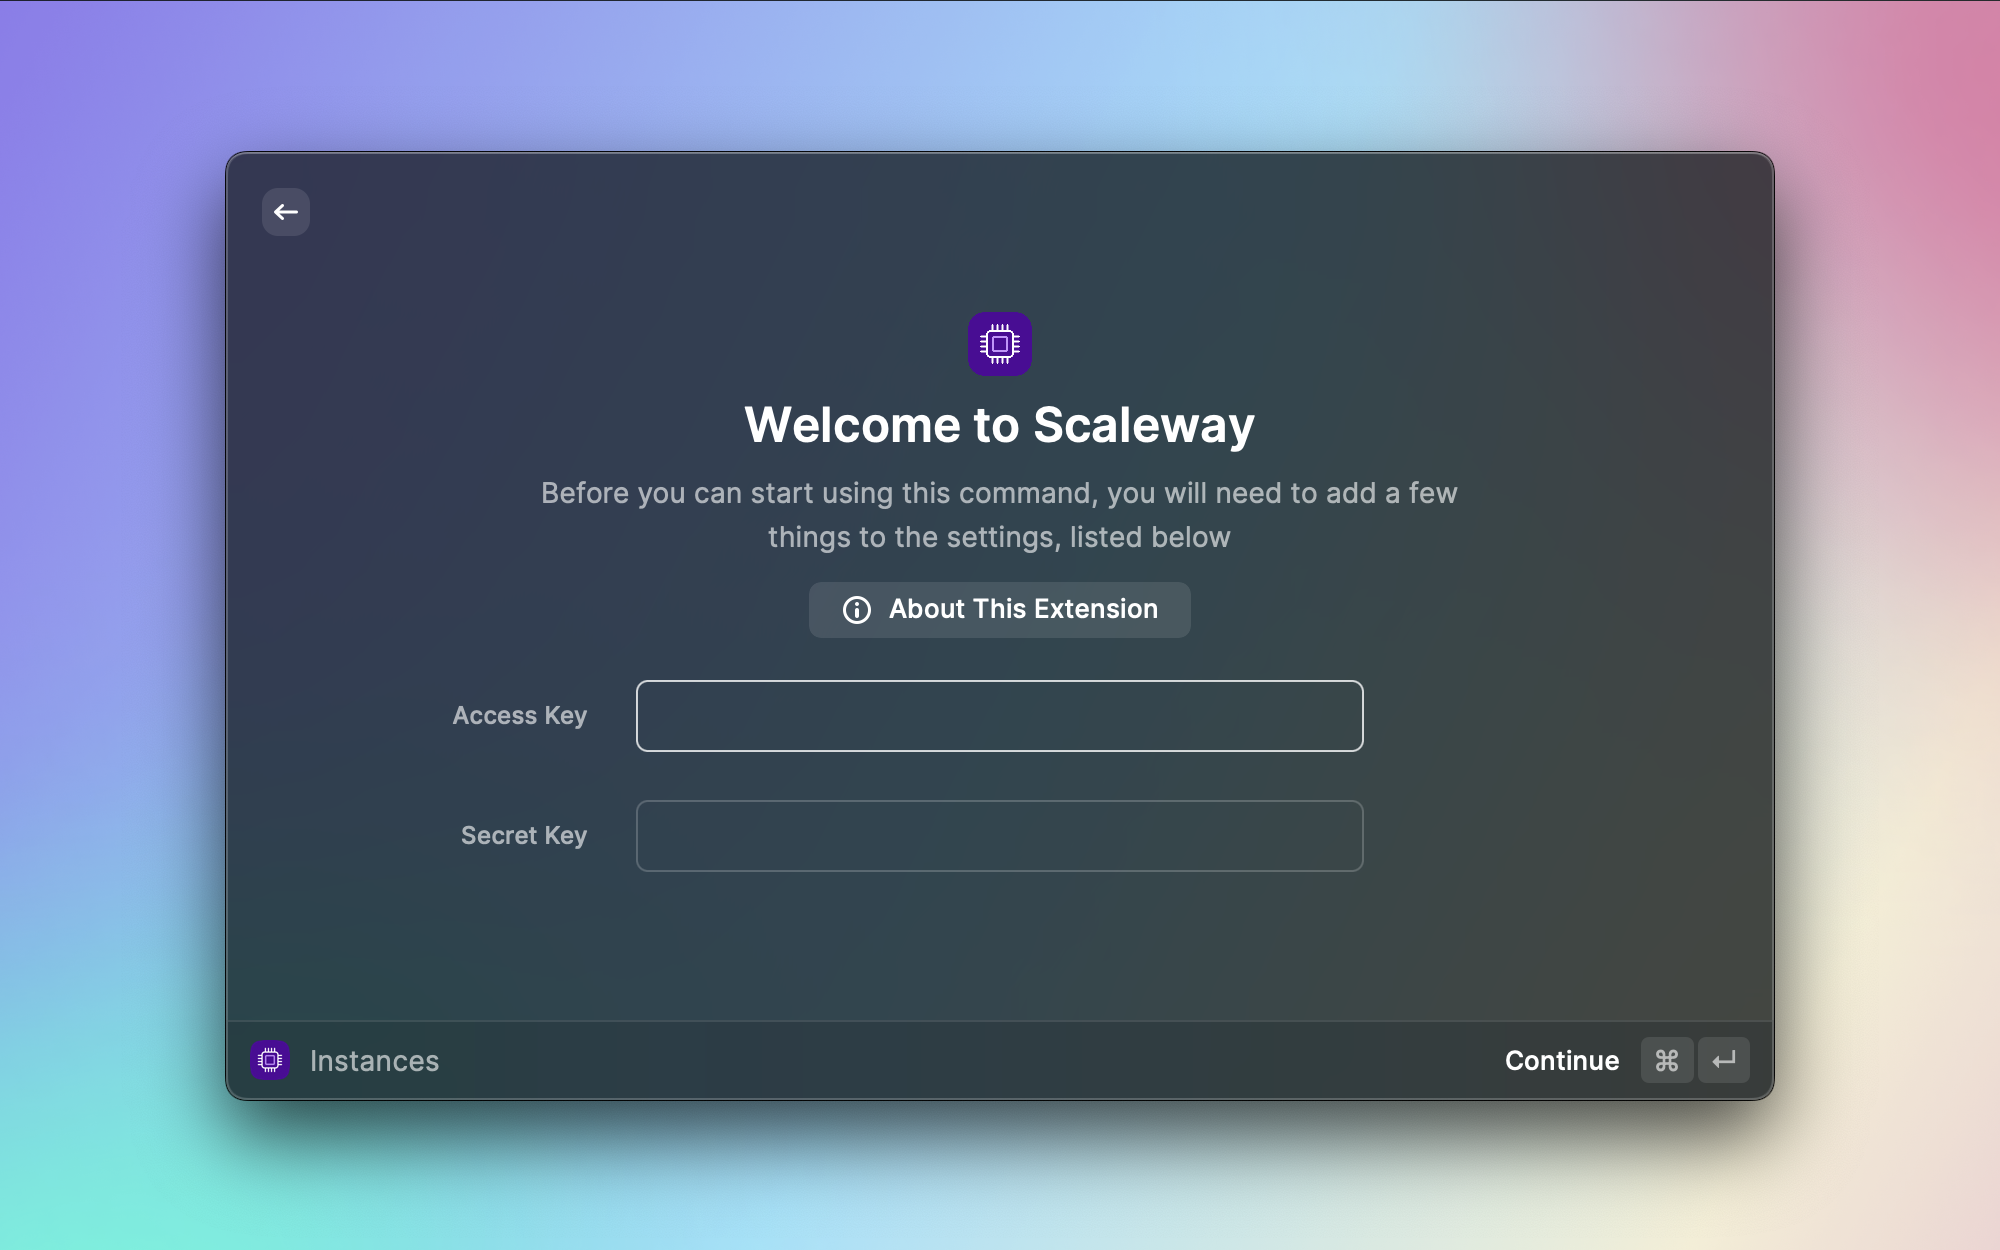 Welcome to Scaleway
Before you can start using this command, you will need to add a few
things to the settings, listed below
About This Extension
Access Key
Secret Key
Instances
Continue ⌘ ↵